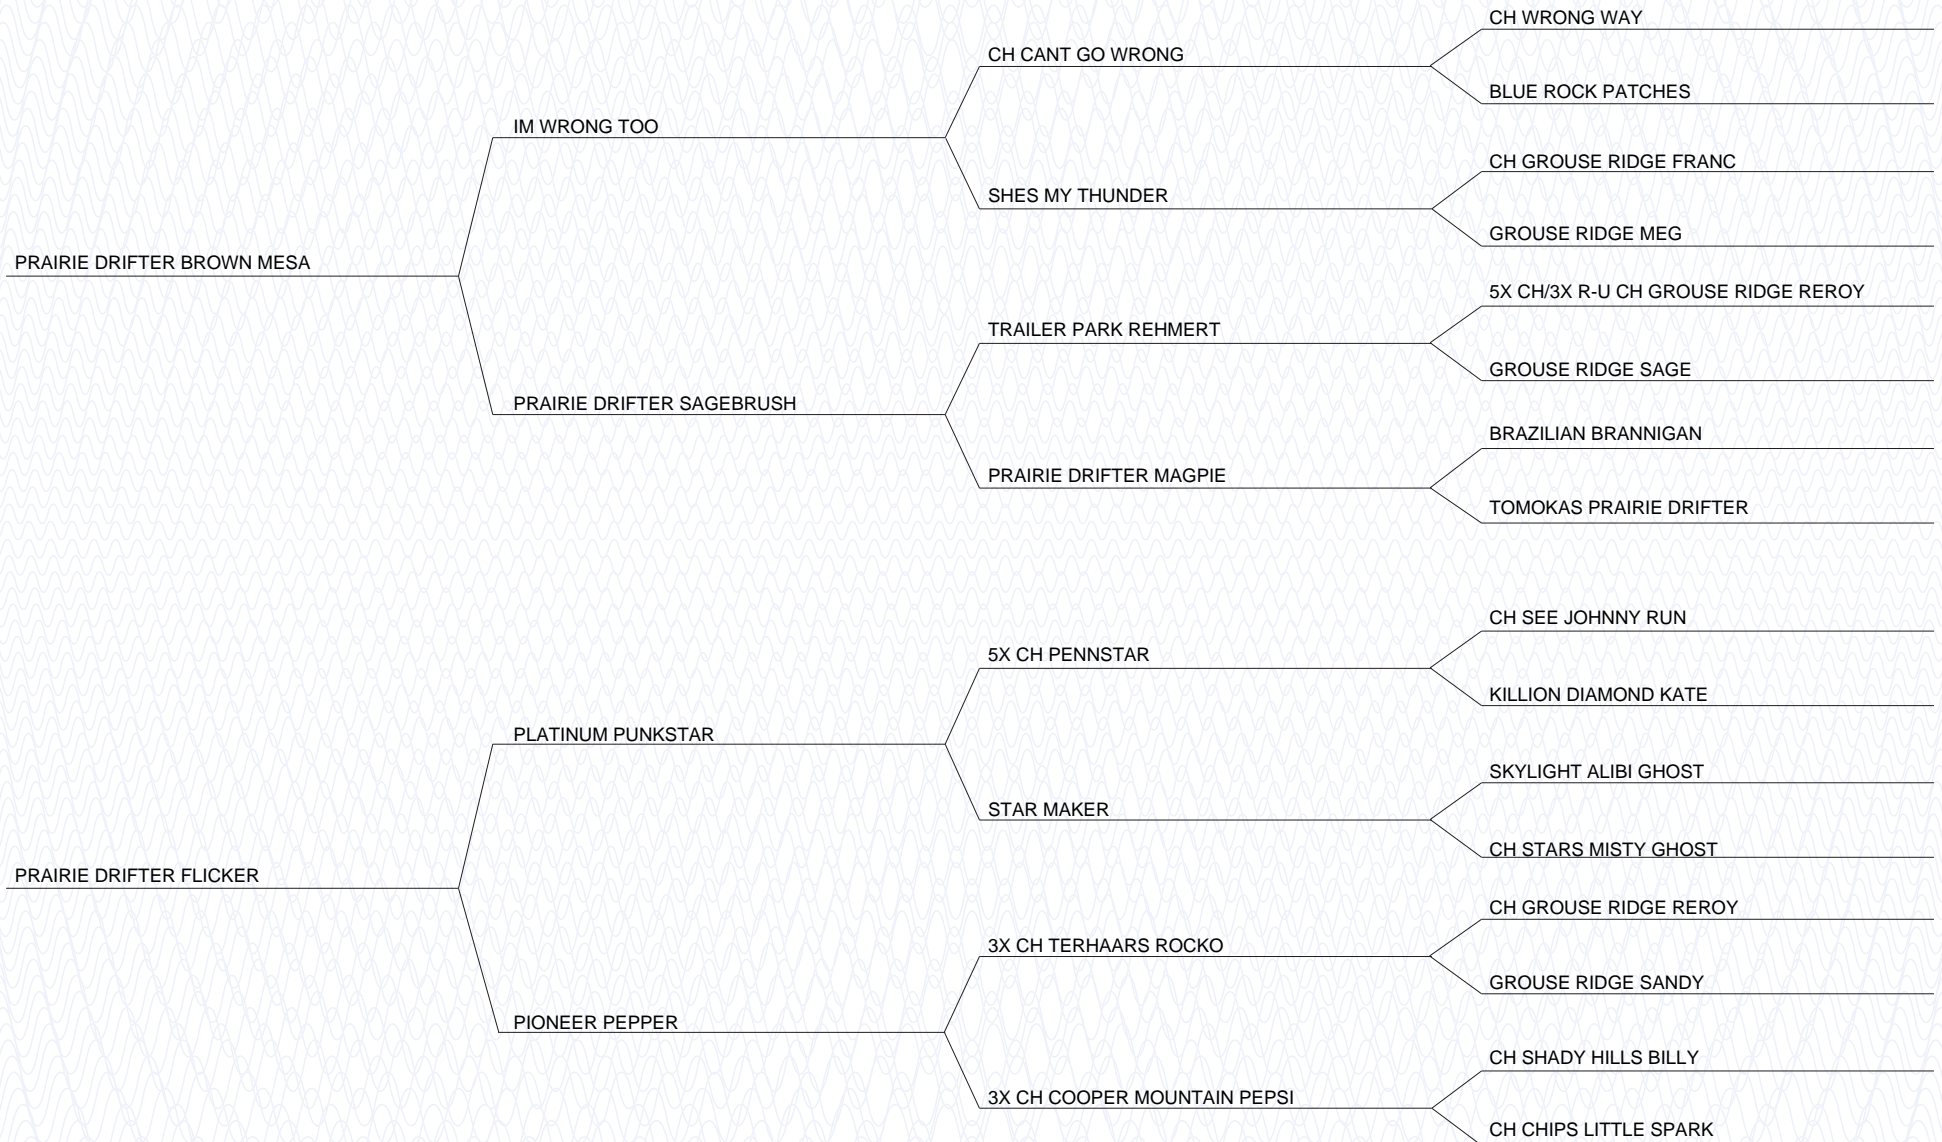 CH WRONG WAY
CH CANT GO WRONG
BLUE ROCK PATCHES
IM WRONG TOO
CH GROUSE RIDGE FRANC
SHES MY THUNDER
GROUSE RIDGE MEG
PRAIRIE DRIFTER BROWN MESA
5X CH/3X R-U CH GROUSE RIDGE REROY
TRAILER PARK REHMERT
GROUSE RIDGE SAGE
PRAIRIE DRIFTER SAGEBRUSH
BRAZILIAN BRANNIGAN
PRAIRIE DRIFTER MAGPIE
TOMOKAS PRAIRIE DRIFTER
CH SEE JOHNNY RUN
5X CH PENNSTAR
KILLION DIAMOND KATE
PLATINUM PUNKSTAR
SKYLIGHT ALIBI GHOST
STAR MAKER
CH STARS MISTY GHOST
PRAIRIE DRIFTER FLICKER
CH GROUSE RIDGE REROY
3X CH TERHAARS ROCKO
GROUSE RIDGE SANDY
PIONEER PEPPER
CH SHADY HILLS BILLY
3X CH COOPER MOUNTAIN PEPSI
CH CHIPS LITTLE SPARK